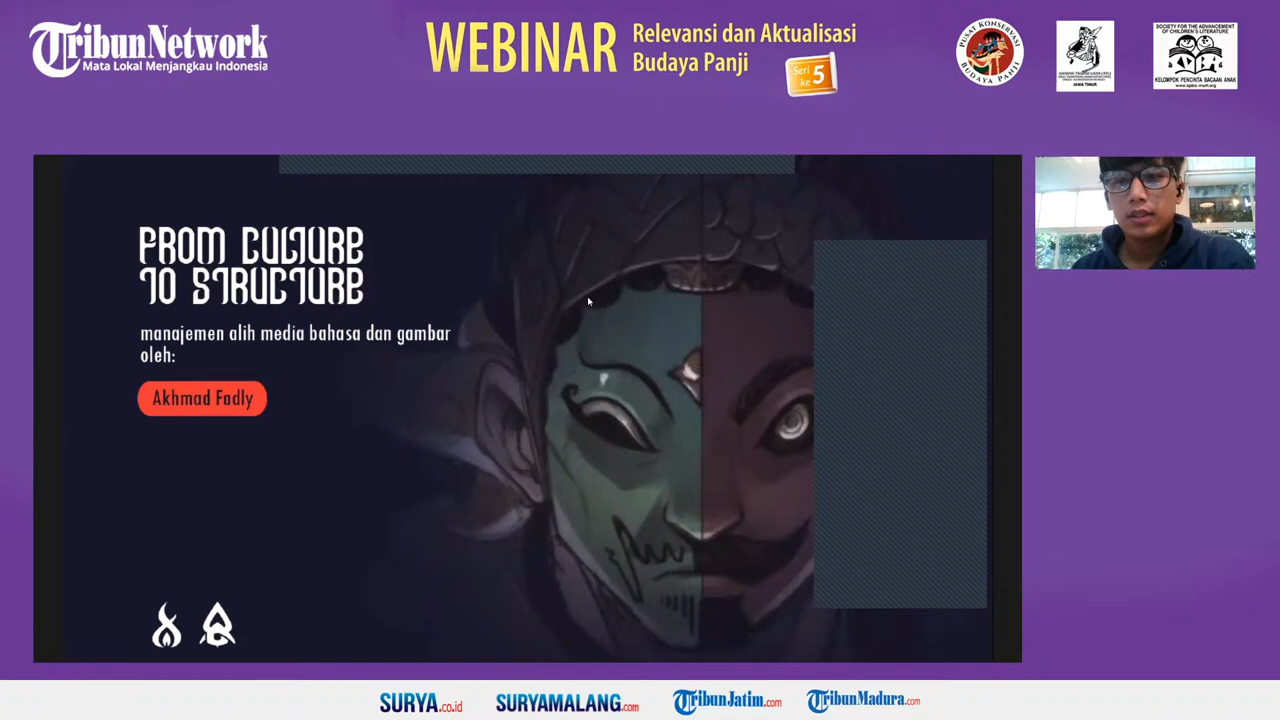 TribunNetwork
Mata Lokal Menjangkau Indonesia
WEBINAR
Relevansi dan Aktualisasi
Budaya Panji
Seri
ke 5
PUSAT KONSERVASI
BUDAYA PANJI
JAWA TIMUR
SOCIETY FOR THE ADVANCEMENT
OF CHILDREN'S LITERATURE
KELOMPOK PENCINTA BACAAN ANAK
FROM CULTURE
TO STRUCTURE
manajemen alih media bahasa dan gambar
oleh:
Akhmad Fadly
SURYA.co.id
SURYAMALANG.com
TribunJatim.com
TribunMadura.com